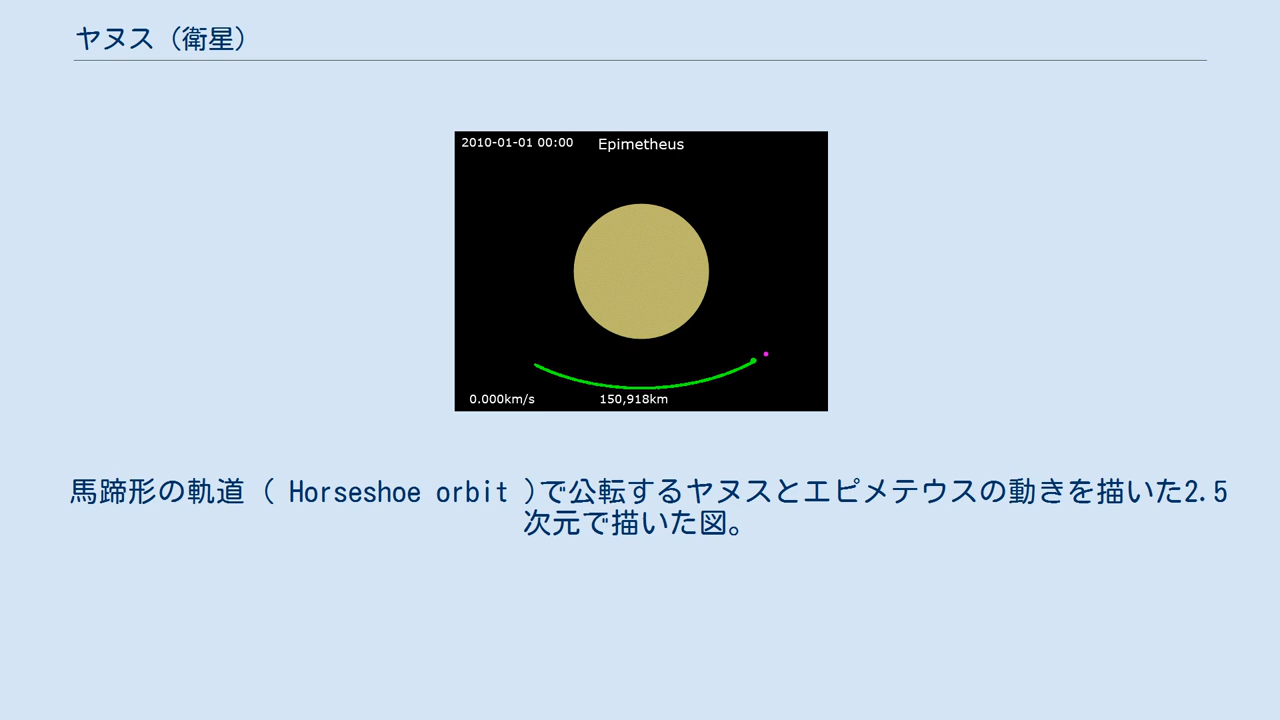 ヤヌス（衛星）
2010-01-01 00:00 Epimetheus
0.000km/s 150,918km
馬蹄形の軌道（ Horseshoe orbit )で公転するヤヌスとエピメテウスの動きを描いた2.5
次元で描いた図。